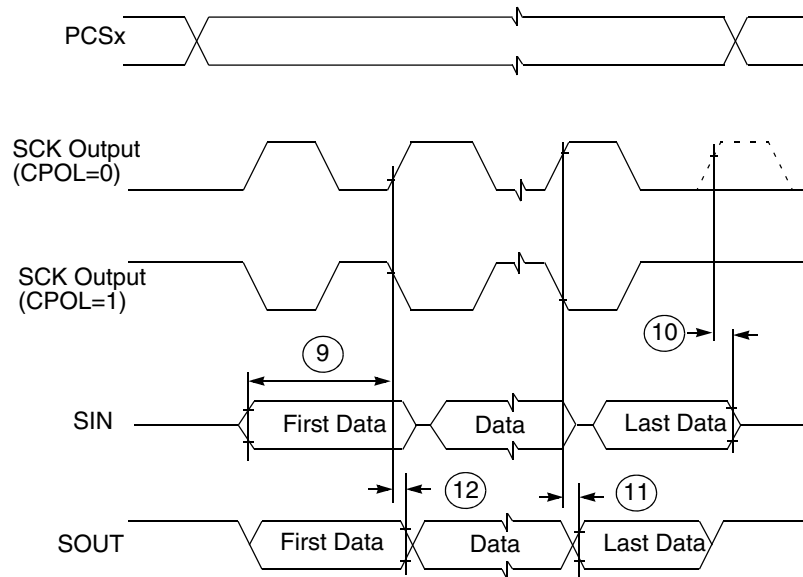 PCSx
SCK Output
(CPOL=0)
SCK Output
(CPOL=1)
10
9
SIN
First Data
Data
Last Data
12
11
SOUT
First Data
Data
Last Data